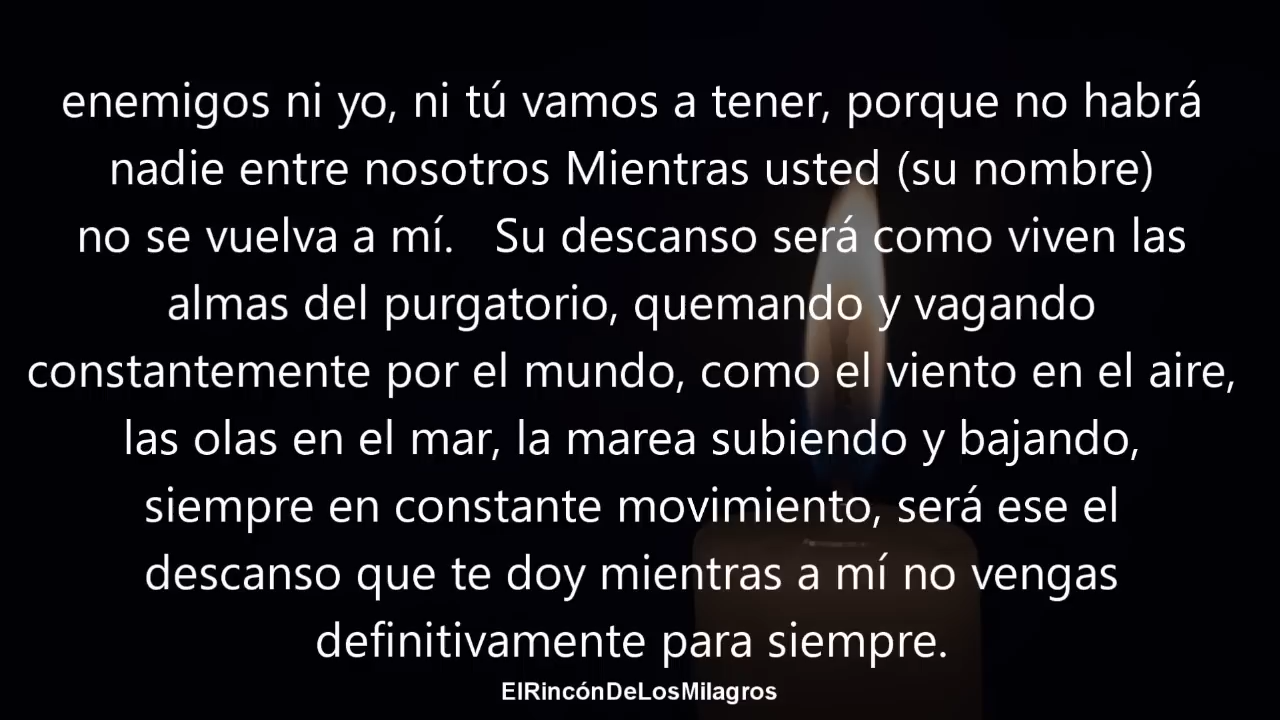 enemigos ni yo, ni tú vamos a tener, porque no habrá
nadie entre nosotros Mientras usted (su nombre)
no se vuelva a mí.   Su descanso será como viven las
almas del purgatorio, quemando y vagando
constantemente por el mundo, como el viento en el aire,
las olas en el mar, la marea subiendo y bajando,
siempre en constante movimiento, será ese el
descanso que te doy mientras a mí no vengas
definitivamente para siempre.
ElRincónDeLosMilagros